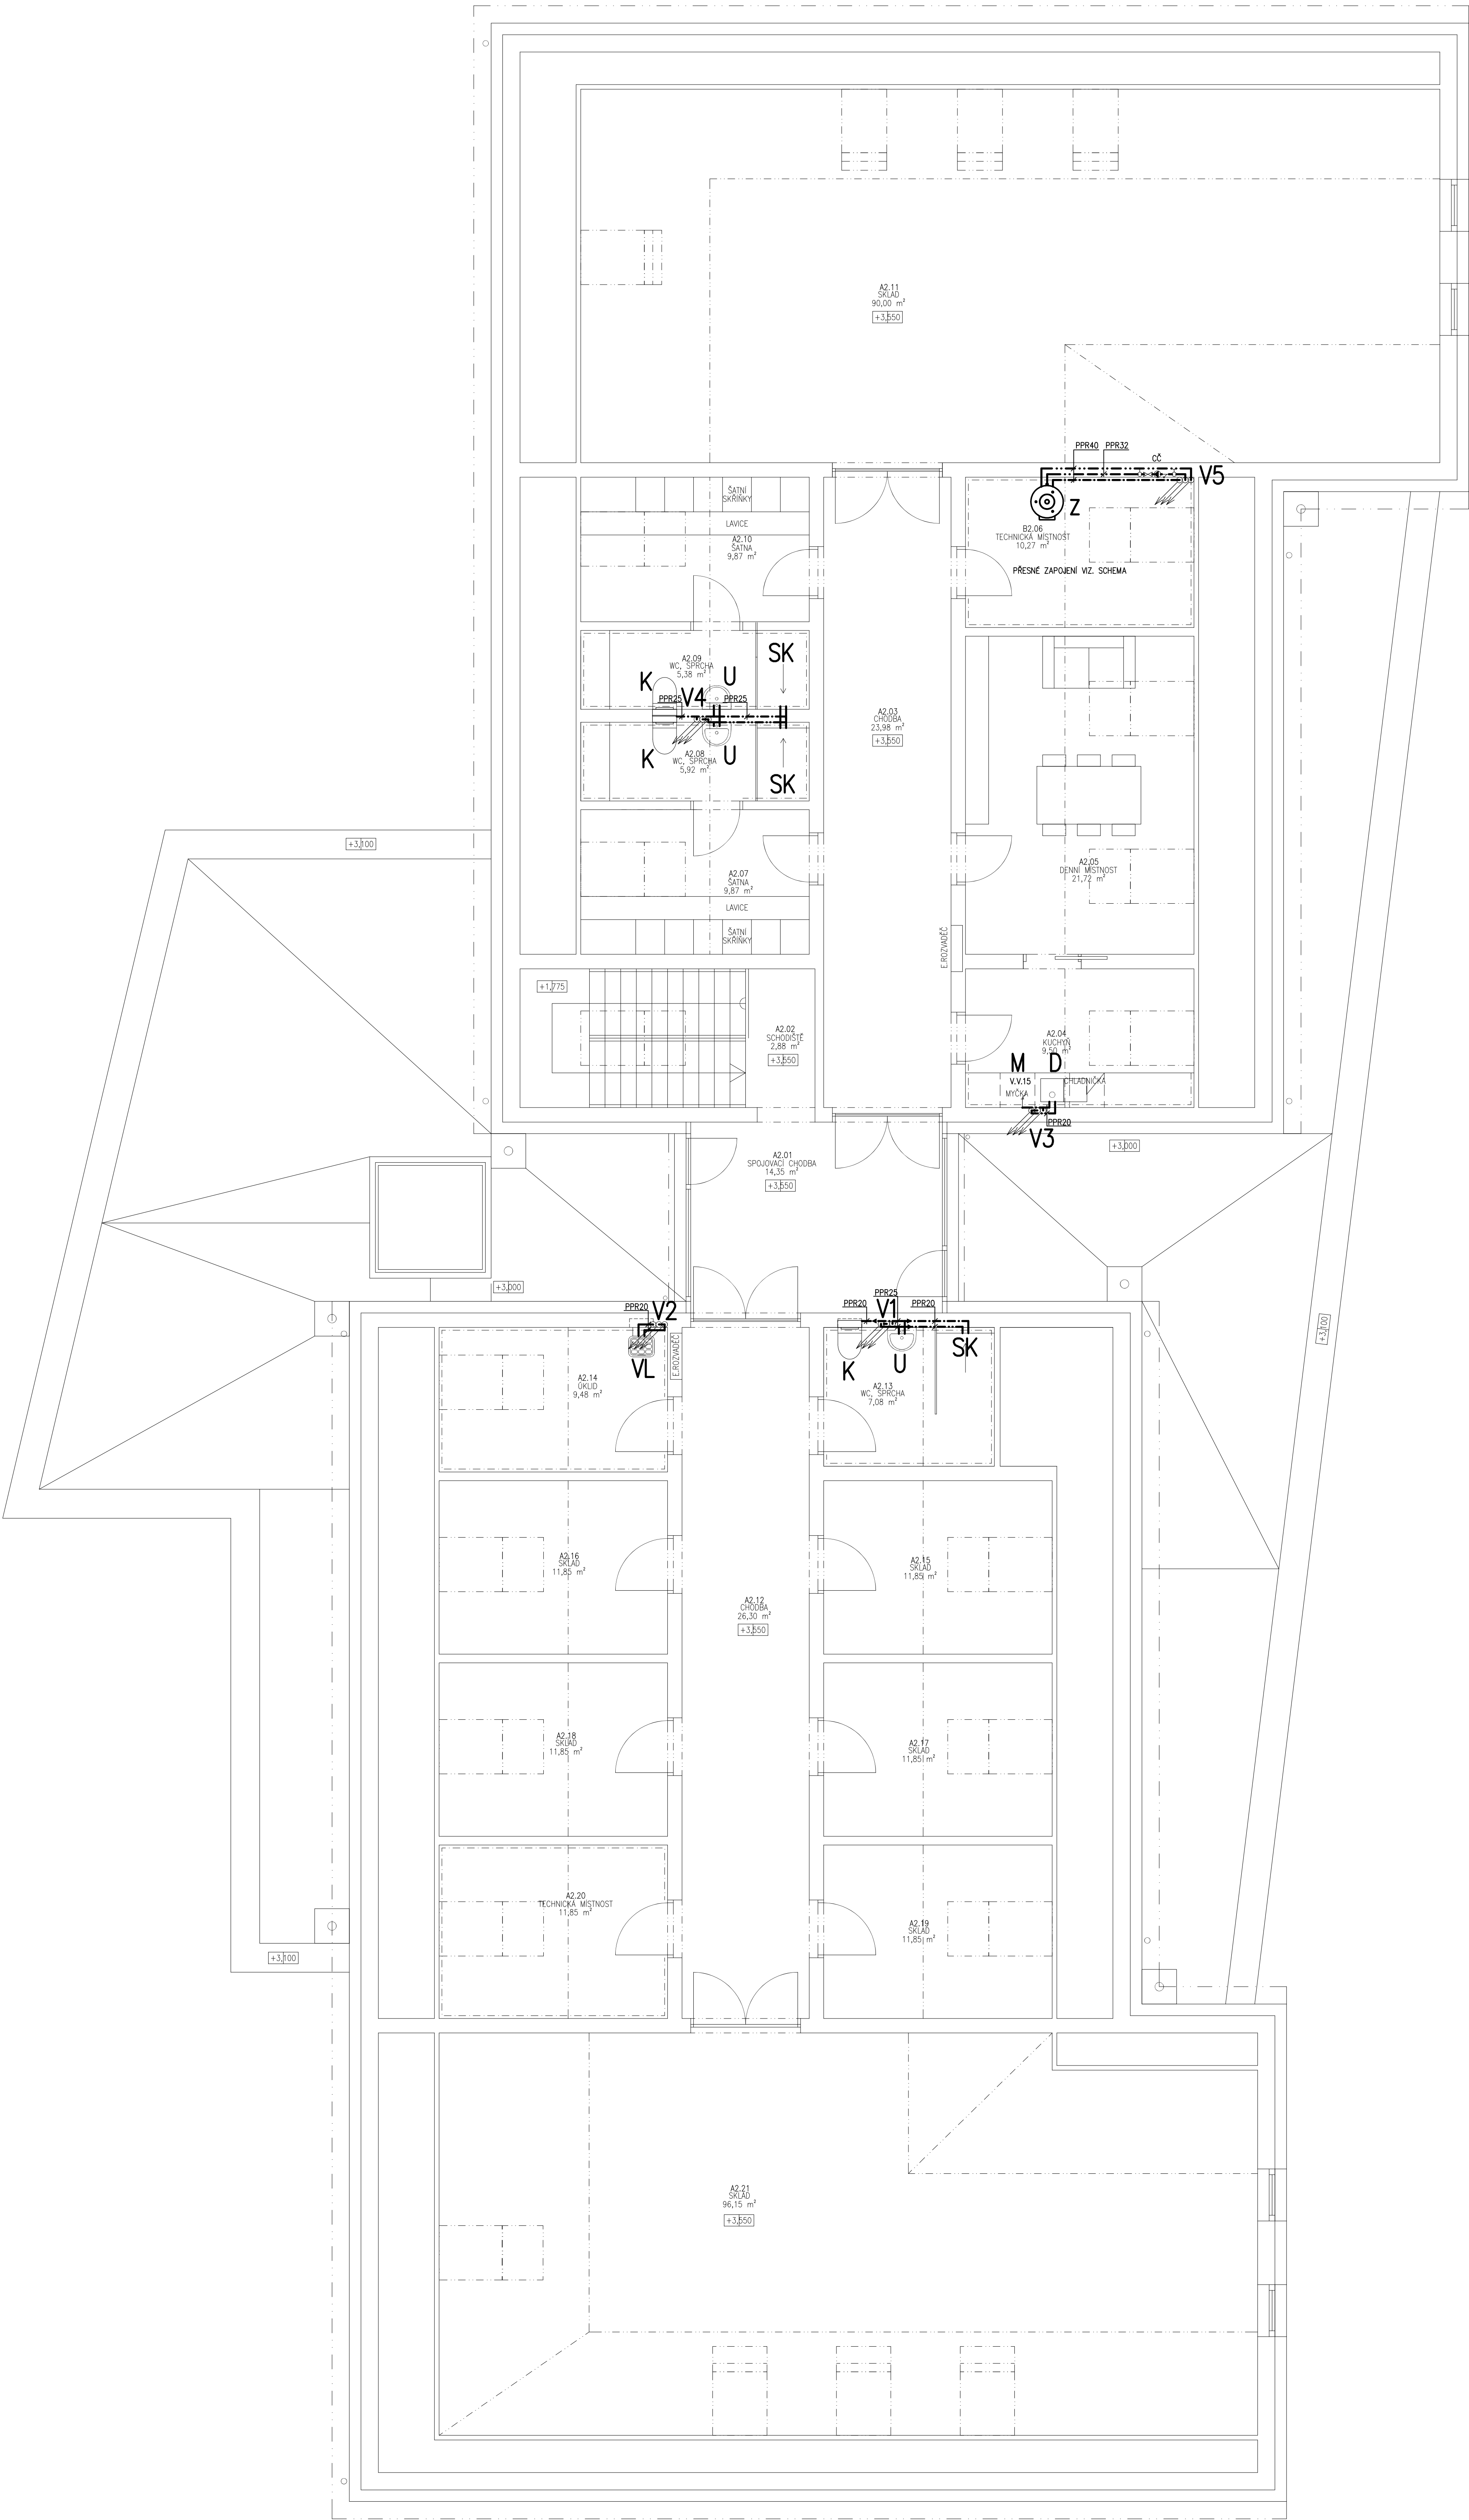 A2.11
SKLAD
90,00 m²
+3,550
PPR40
PPR32
CČ
V5
Z
B2.06
TECHNICKÁ MÍSTNOST
10,27 m²
PŘESNÉ ZAPOJENÍ VIZ. SCHEMA
ŠATNÍ
SKŘÍŇKY
LAVICE
A2.10
ŠATNA
9,87 m²
A2.09
WC, SPRCHA
5,38 m²
SK
K
U
PPR25
V4
PPR25
K
A2.08
WC, SPRCHA
5,92 m²
U
SK
A2.03
CHODBA
23,98 m²
+3,550
A2.07
ŠATNA
9,87 m²
LAVICE
ŠATNÍ
SKŘÍŇKY
A2.05
DENNÍ MÍSTNOST
21,72 m²
E.ROZVADĚČ
+3,100
+1,775
A2.02
SCHODIŠTĚ
2,88 m²
+3,550
A2.04
KUCHYŇ
9,50 m²
M
D
V.V.15
CHLADNIČKA
MYČKA
PPR20
V3
+3,000
A2.01
SPOJOVACÍ CHODBA
14,35 m²
+3,550
+3,000
PPR20
V2
VL
E.ROZVADĚČ
A2.14
ÚKLID
9,48 m²
PPR20
PPR25
V1
PPR20
K
U
SK
A2.13
WC, SPRCHA
7,08 m²
+3,100
A2.16
SKLAD
11,85 m²
A2.15
SKLAD
11,85 m²
A2.12
CHODBA
26,30 m²
+3,550
A2.18
SKLAD
11,85 m²
A2.17
SKLAD
11,85 m²
A2.20
TECHNICKÁ MÍSTNOST
11,85 m²
A2.19
SKLAD
11,85 m²
+3,100
A2.21
SKLAD
96,15 m²
+3,550